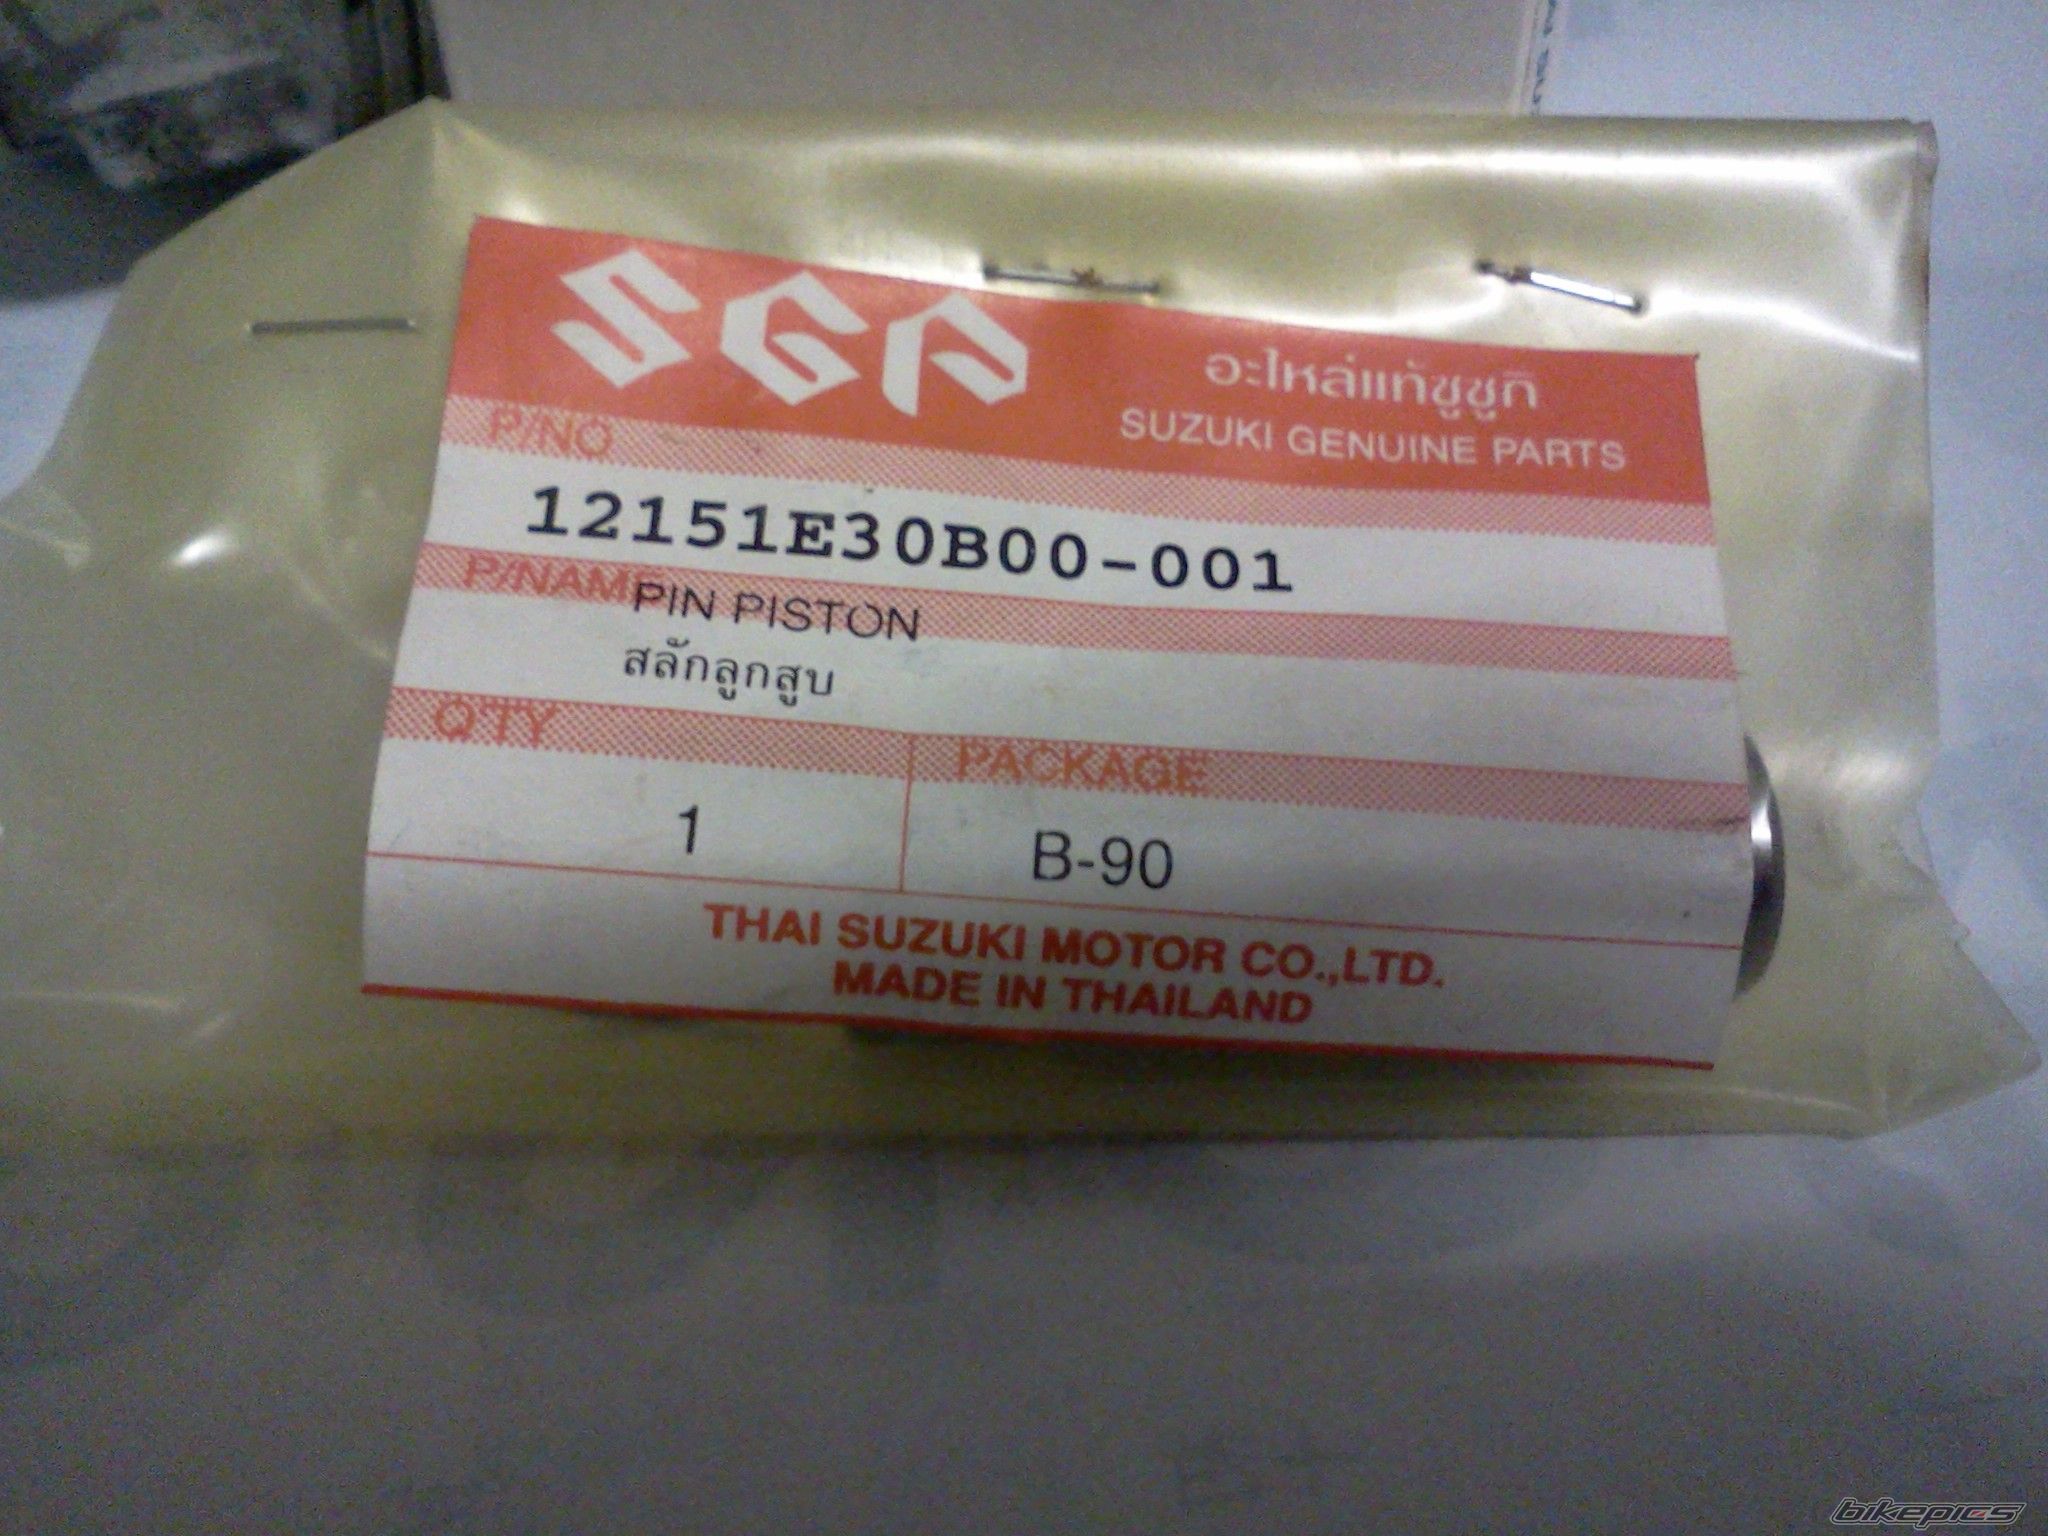 SGP
อะไหล่แท้ซูซูกิ
SUZUKI GENUINE PARTS
P/NO
12151E30B00-001
P/NAME
PIN PISTON
สลักลูกสูบ
Q'TY
PACKAGE
1
B-90
THAI SUZUKI MOTOR CO.,LTD.
MADE IN THAILAND
bikepics